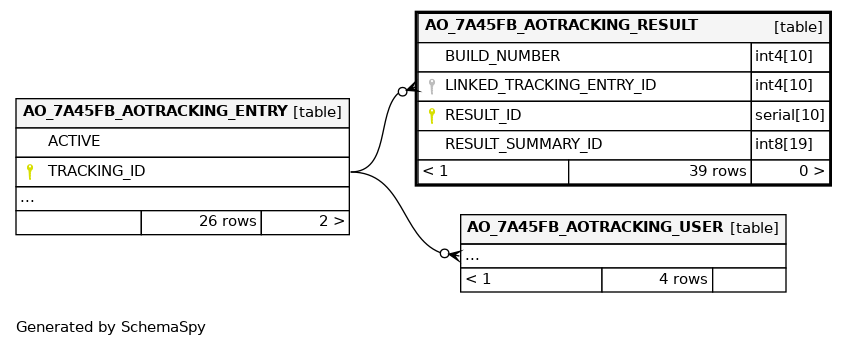 AO_7A45FB_AOTRACKING_RESULT [table]
BUILD_NUMBER int4[10]
LINKED_TRACKING_ENTRY_ID int4[10]
RESULT_ID serial[10]
RESULT_SUMMARY_ID int8[19]
< 1 39 rows 0 >
AO_7A45FB_AOTRACKING_ENTRY [table]
ACTIVE
TRACKING_ID
...
26 rows 2 >
AO_7A45FB_AOTRACKING_USER [table]
...
< 1 4 rows
Generated by SchemaSpy